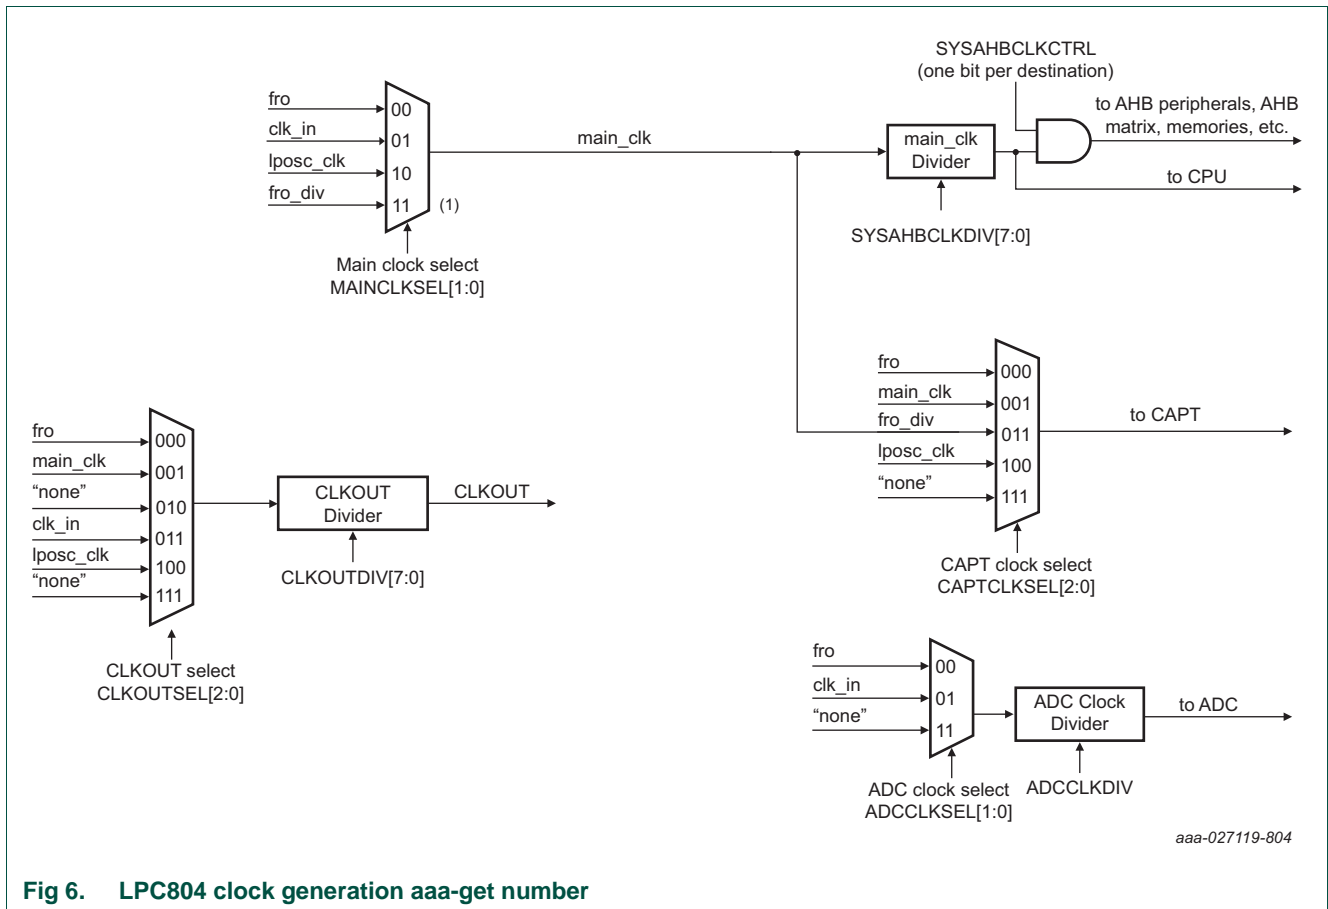 SYSAHBCLKCTRL
(one bit per destination)
to AHB peripherals, AHB
matrix, memories, etc.
fro
clk_in
lposc_clk
fro_div
00
01
10
11
(1)
main_clk
main_clk
Divider
to CPU
SYSAHBCLKDIV[7:0]
Main clock select
MAINCLKSEL[1:0]
fro
main_clk
fro_div
lposc_clk
“none”
000
001
011
100
111
to CAPT
CAPT clock select
CAPTCLKSEL[2:0]
fro
main_clk
“none”
clk_in
lposc_clk
“none”
000
001
010
011
100
111
CLKOUT
Divider
CLKOUT
CLKOUTDIV[7:0]
CLKOUT select
CLKOUTSEL[2:0]
fro
clk_in
“none”
00
01
11
ADC Clock
Divider
to ADC
ADC clock select
ADCCLKSEL[1:0]
ADCCLKDIV
aaa-027119-804
Fig 6. LPC804 clock generation aaa-get number